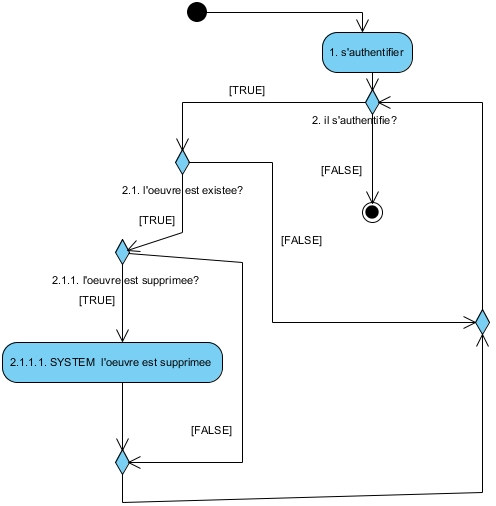 1. s'authentifier
[TRUE]
2. il s'authentifie?
[FALSE]
2.1. l'oeuvre est existee?
[TRUE]
[FALSE]
2.1.1. l'oeuvre est supprimee?
[TRUE]
2.1.1.1. SYSTEM l'oeuvre est supprimee
[FALSE]